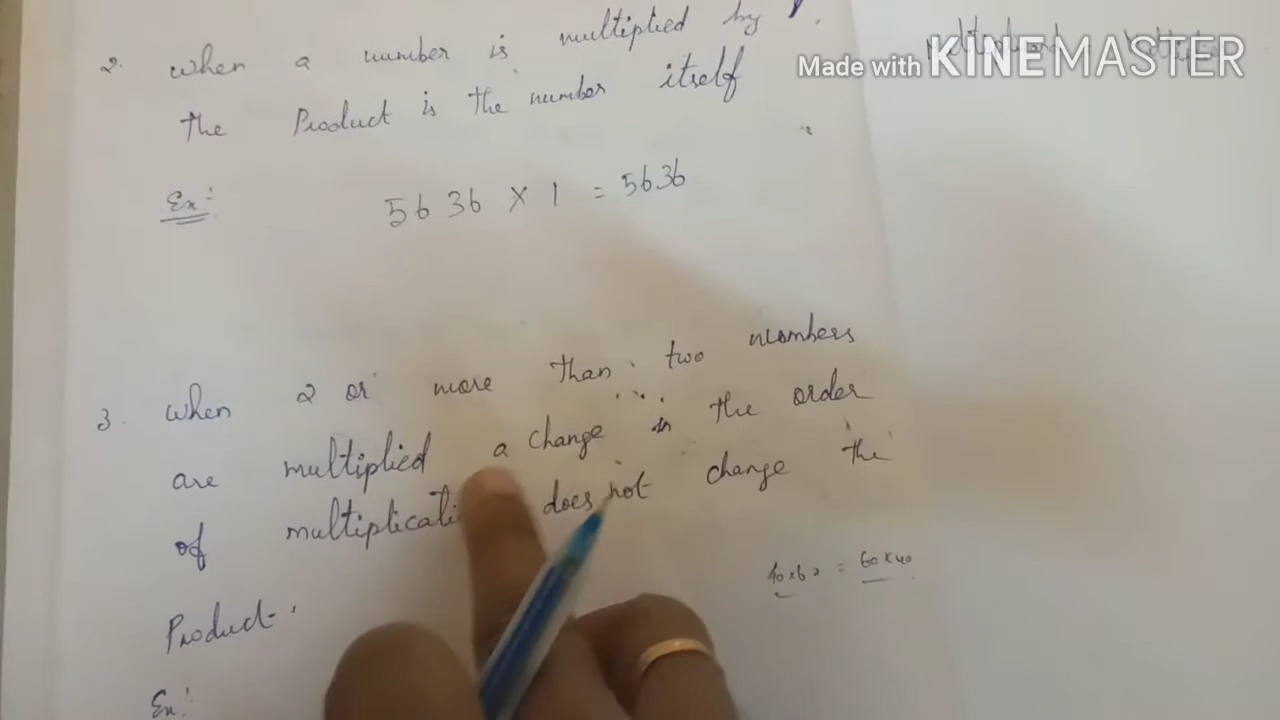 2. when a number is multiplied by 1,
Made with KINEMASTER
the Product is the number itself
Ex:
5636 × 1 = 5636
3. when 2 or more than two numbers
are multiplied a change in the order
of multiplicati does not change the
40×60 = 60×40
Product.
Ex: